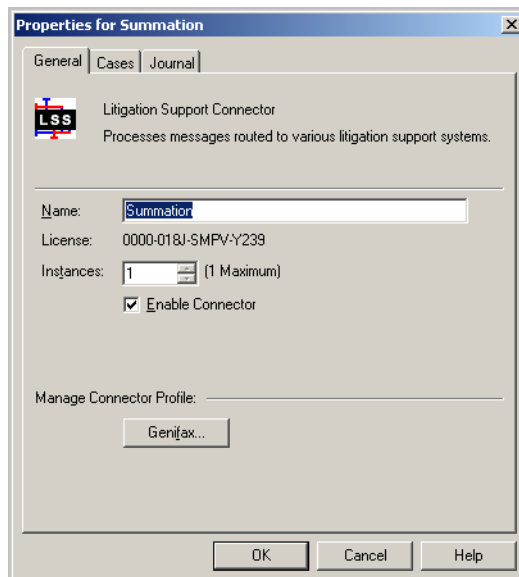 Properties for Summation
General Cases Journal
LSS
Litigation Support Connector
Processes messages routed to various litigation support systems.
Name: Summation
License: 0000-018J-SMPV-Y239
Instances: 1 (1 Maximum)
Enable Connector
Manage Connector Profile:
Genifax...
OK Cancel Help